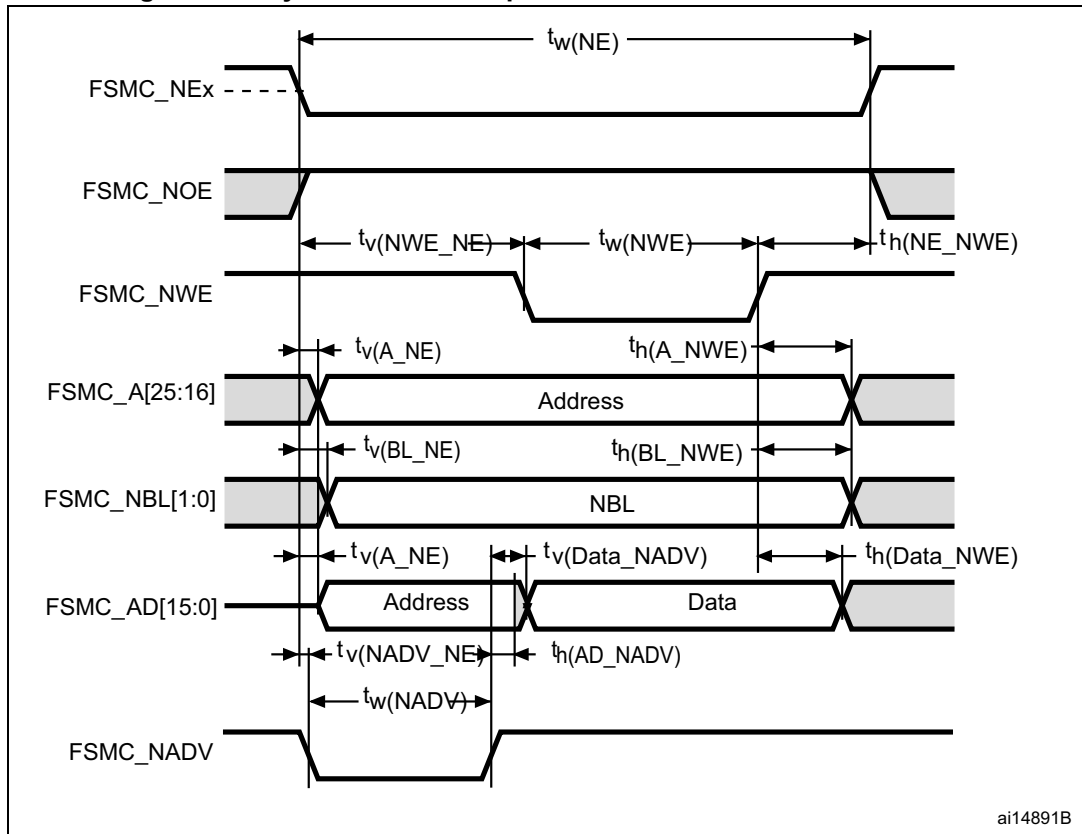 tw(NE)
FSMC_NEx
FSMC_NOE
tv(NWE_NE) tw(NWE) th(NE_NWE)
FSMC_NWE
tv(A_NE) th(A_NWE)
FSMC_A[25:16] Address
tv(BL_NE) th(BL_NWE)
FSMC_NBL[1:0] NBL
tv(A_NE) tv(Data_NADV) th(Data_NWE)
FSMC_AD[15:0] Address Data
tv(NADV_NE) th(AD_NADV)
tw(NADV)
FSMC_NADV
ai14891B